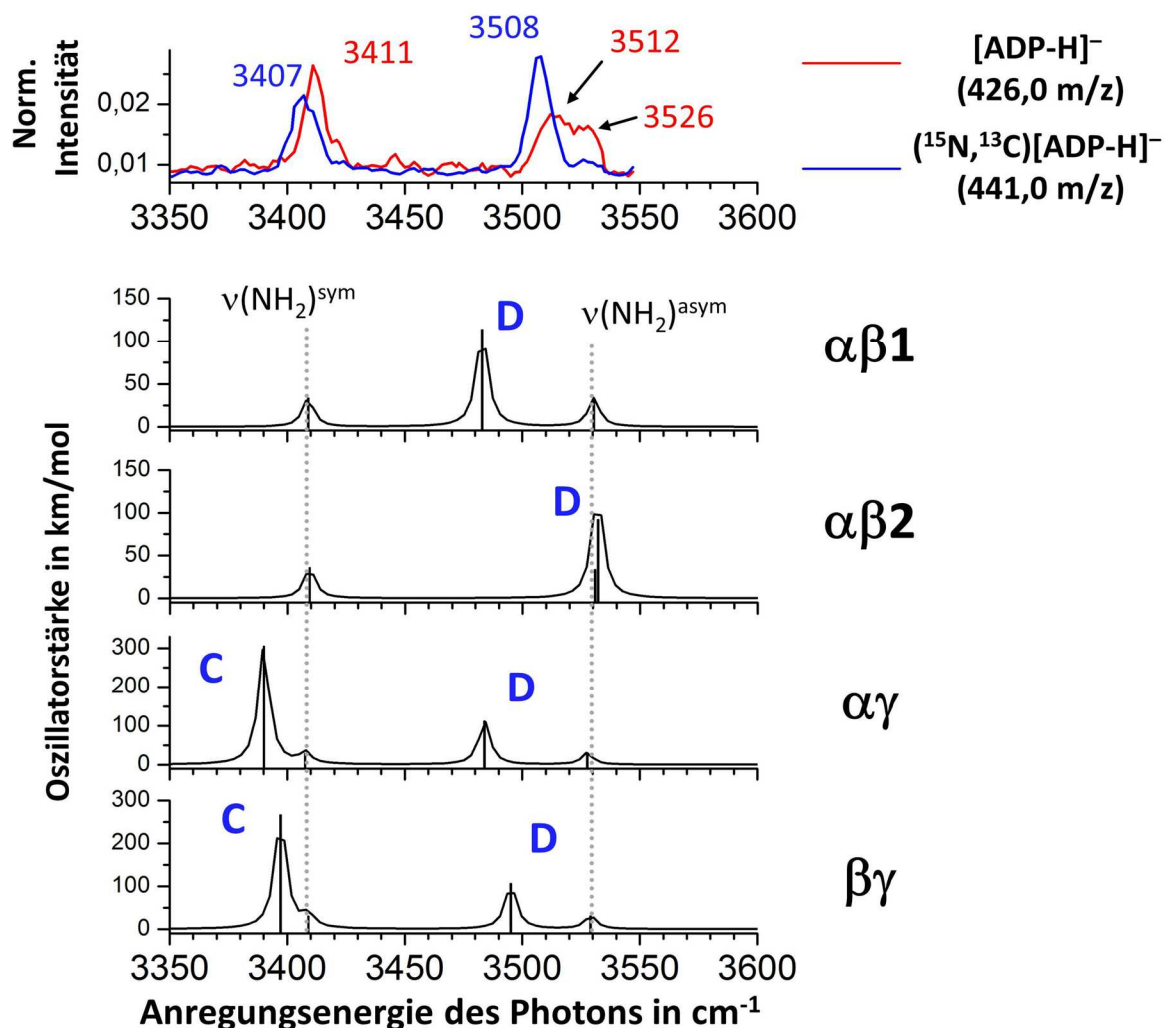 Norm.
Intensität
0,02
0,01
3407
3411
3508
3512
3526
3350 3400 3450 3500 3550 3600
[ADP-H]–
(426,0 m/z)
(15N,13C)[ADP-H]–
(441,0 m/z)
Oszillatorstärke in km/mol
ν(NH2)sym
D
ν(NH2)asym
150
100
50
0
αβ1
150
100
50
0
D
αβ2
300
200
100
0
C
D
αγ
300
200
100
0
C
D
βγ
3350 3400 3450 3500 3550 3600
Anregungsenergie des Photons in cm-1